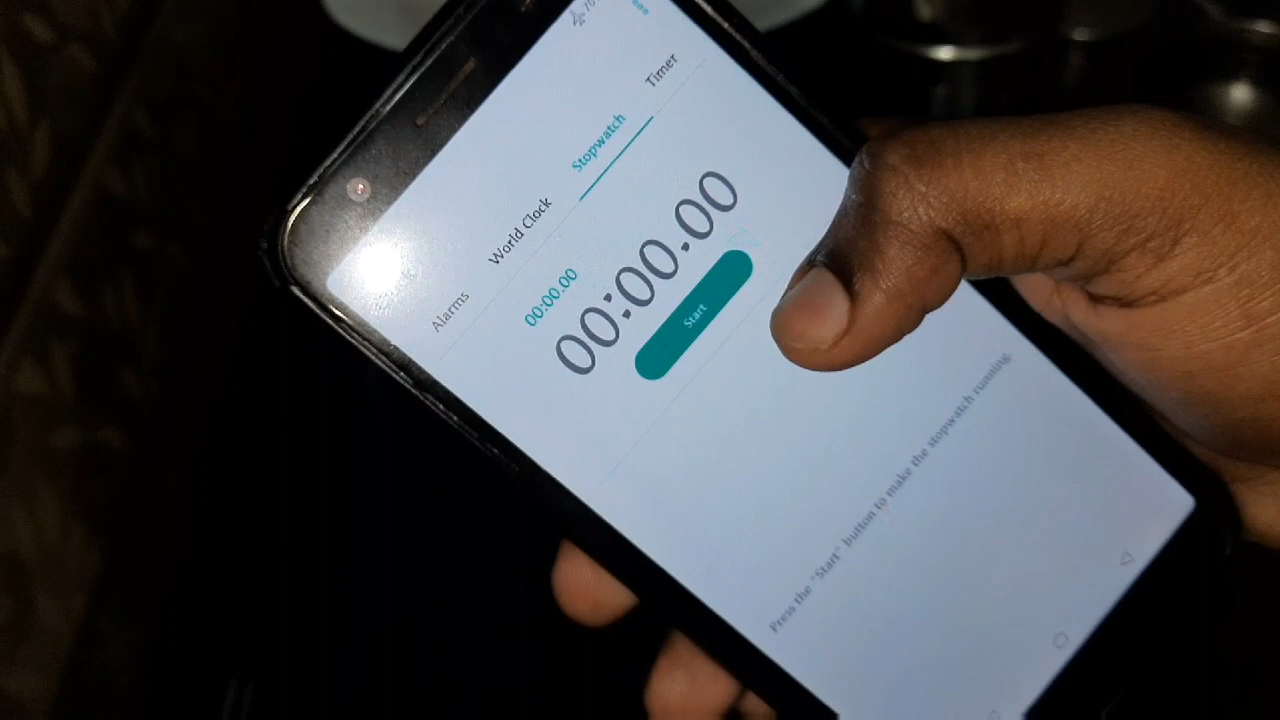 Alarms World Clock Stopwatch Timer
00:00.00
00:00.00
Start
Press the "Start" button to make the stopwatch running.